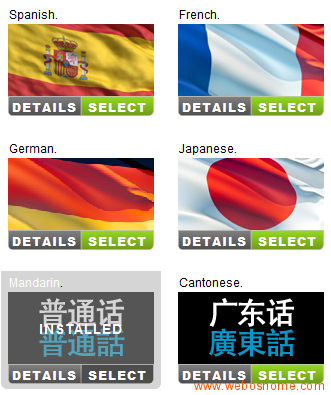 Spanish. French.
DETAILS SELECT DETAILS SELECT
German. Japanese.
DETAILS SELECT DETAILS SELECT
Mandarin. Cantonese.
普通话 广东话
INSTALLED
普通話 廣東話
DETAILS SELECT DETAILS SELECT
www.weboshome.com